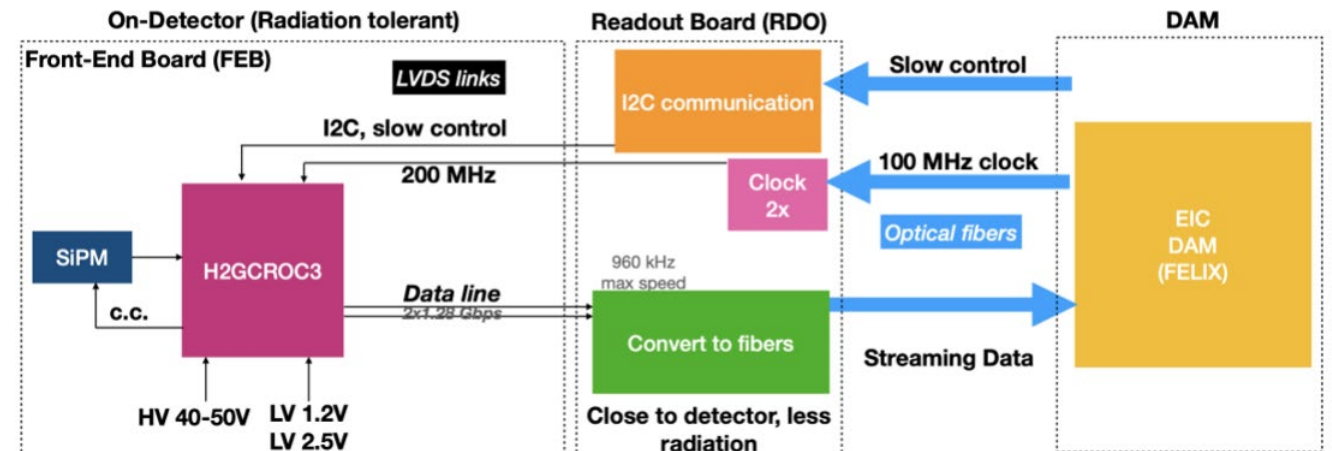 On-Detector (Radiation tolerant)
Readout Board (RDO)
DAM
Front-End Board (FEB)
LVDS links
I2C communication
Slow control
I2C, slow control
200 MHz
Clock
2x
100 MHz clock
Optical fibers
EIC
DAM
(FELIX)
SiPM
H2GCROC3
c.c.
Data line
2x1.28 Gbps
960 kHz
max speed
Convert to fibers
Streaming Data
HV 40-50V
LV 1.2V
LV 2.5V
Close to detector, less
radiation